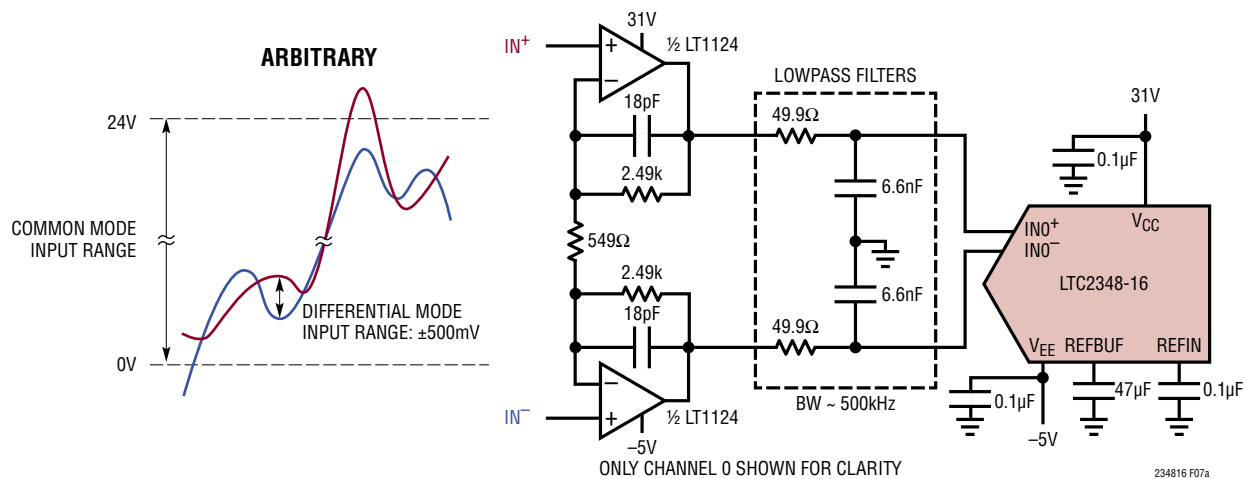 ARBITRARY
24V
COMMON MODE
INPUT RANGE
DIFFERENTIAL MODE
INPUT RANGE: ±500mV
0V
IN+
31V
½ LT1124
+
–
18pF
2.49k
549Ω
2.49k
18pF
–
+
IN–
½ LT1124
–5V
LOWPASS FILTERS
49.9Ω
6.6nF
6.6nF
49.9Ω
BW ~ 500kHz
31V
0.1µF
VCC
IN0+
IN0–
LTC2348-16
VEE REFBUF REFIN
0.1µF
47µF
0.1µF
–5V
ONLY CHANNEL 0 SHOWN FOR CLARITY
234816 F07a